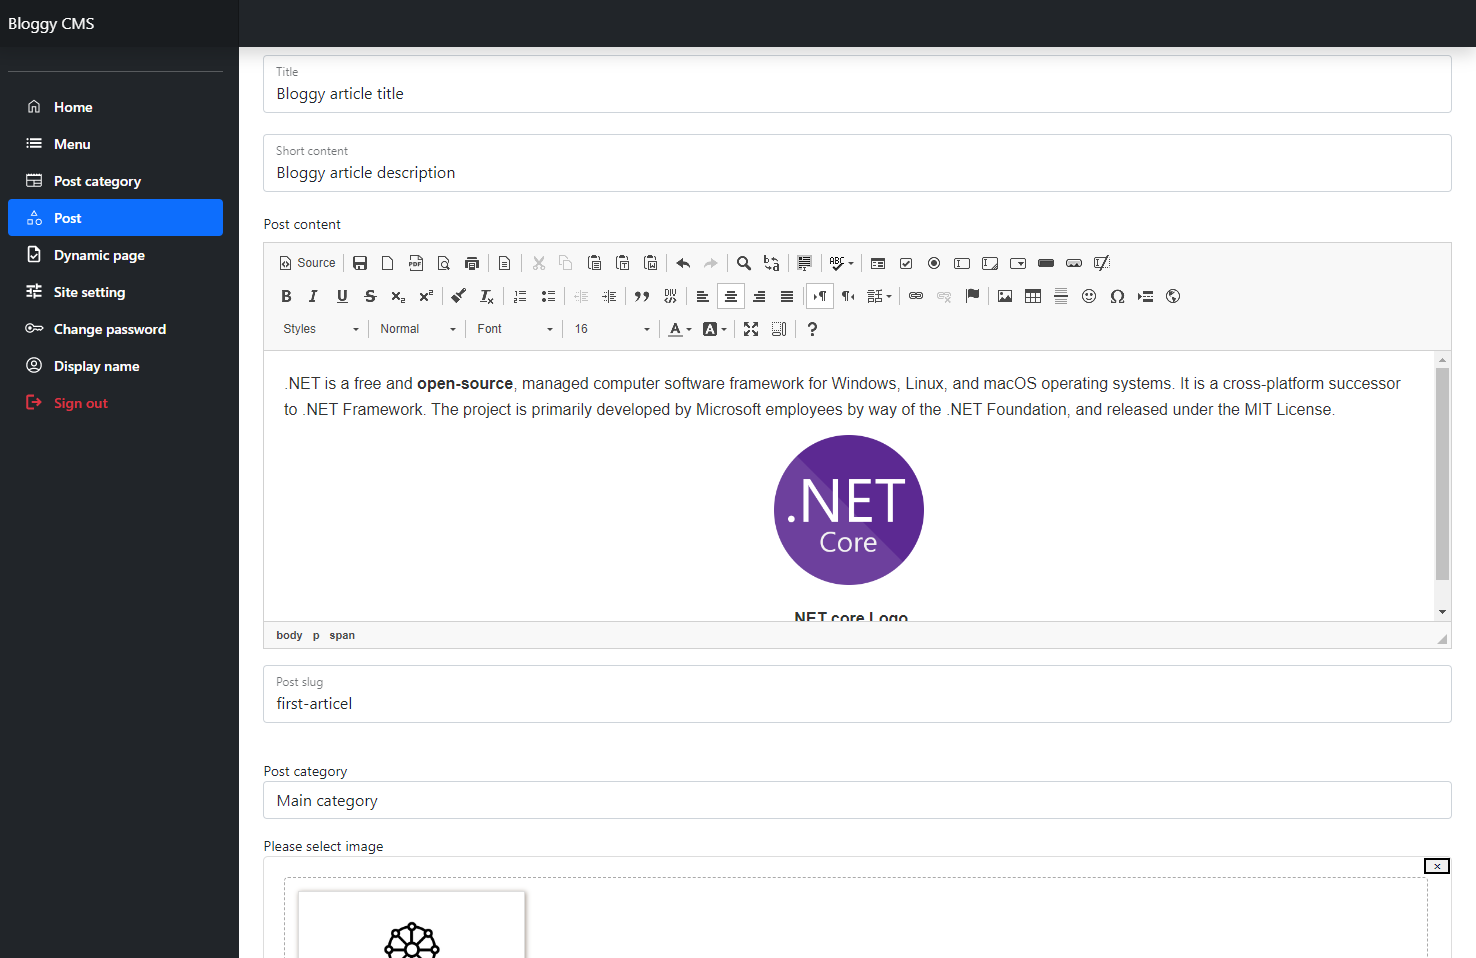 Bloggy CMS
Home
Menu
Post category
Post
Dynamic page
Site setting
Change password
Display name
Sign out
Title
Bloggy article title
Short content
Bloggy article description
Post content
Source
Styles Normal Font 16
.NET is a free and open-source, managed computer software framework for Windows, Linux, and macOS operating systems. It is a cross-platform successor
to .NET Framework. The project is primarily developed by Microsoft employees by way of the .NET Foundation, and released under the MIT License.
.NET
Core
NET core Logo
body p span
Post slug
first-articel
Post category
Main category
Please select image